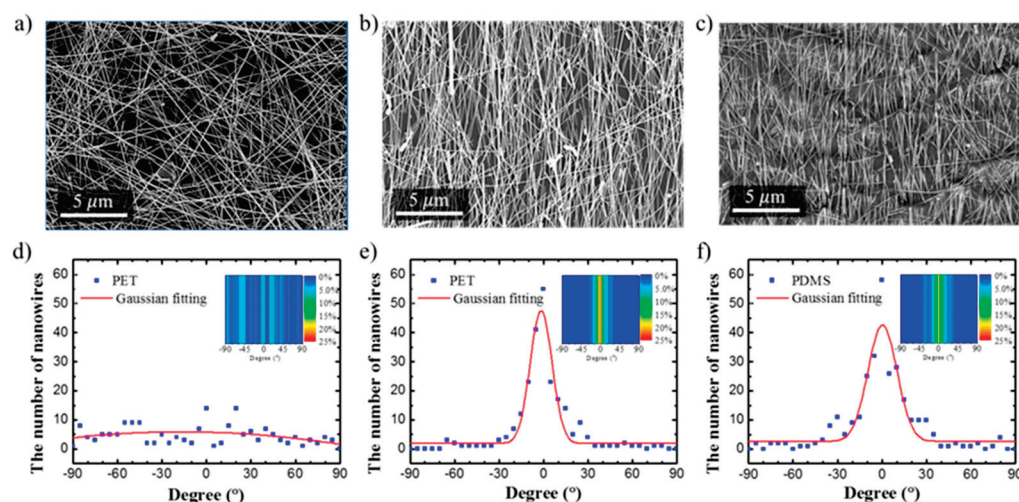 a)
b)
c)
5 µm
5 µm
5 µm
d)
e)
f)
The number of nanowires
60
50
40
30
20
10
0
PET
Gaussian fitting
0%
5%
10%
15%
20%
25%
-90 -45 0 45 90
Degree (°)
-90 -60 -30 0 30 60 90
Degree (°)
The number of nanowires
60
50
40
30
20
10
0
PET
Gaussian fitting
0%
5%
10%
15%
20%
25%
-90 -45 0 45 90
Degree (°)
-90 -60 -30 0 30 60 90
Degree (°)
The number of nanowires
60
50
40
30
20
10
0
PDMS
Gaussian fitting
0%
5%
10%
15%
20%
25%
-90 -45 0 45 90
Degree (°)
-90 -60 -30 0 30 60 90
Degree (°)